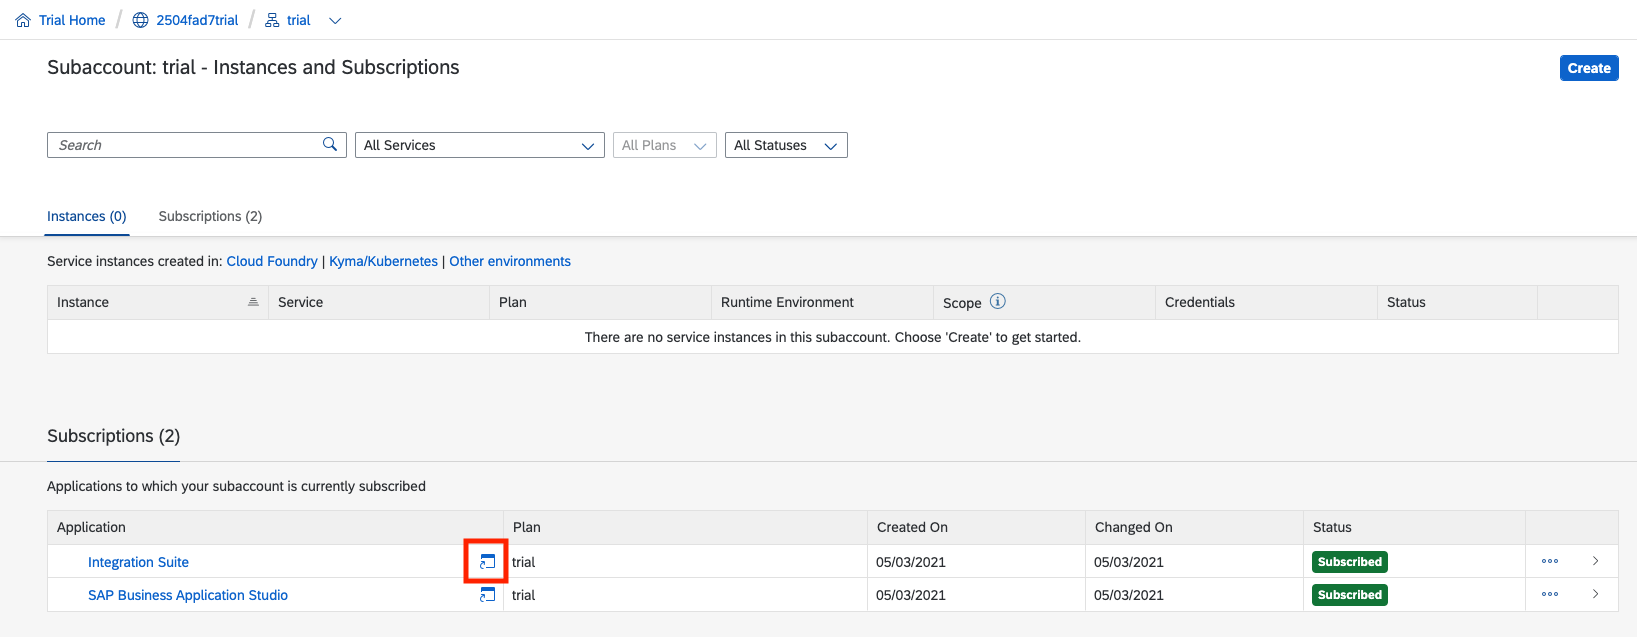 Trial Home / 2504fad7trial / trial
Subaccount: trial - Instances and Subscriptions
Create
Search
All Services
All Plans
All Statuses
Instances (0)
Subscriptions (2)
Service instances created in: Cloud Foundry | Kyma/Kubernetes | Other environments
Instance Service Plan Runtime Environment Scope Credentials Status
There are no service instances in this subaccount. Choose 'Create' to get started.
Subscriptions (2)
Applications to which your subaccount is currently subscribed
Application Plan Created On Changed On Status
Integration Suite trial 05/03/2021 05/03/2021 Subscribed
SAP Business Application Studio trial 05/03/2021 05/03/2021 Subscribed